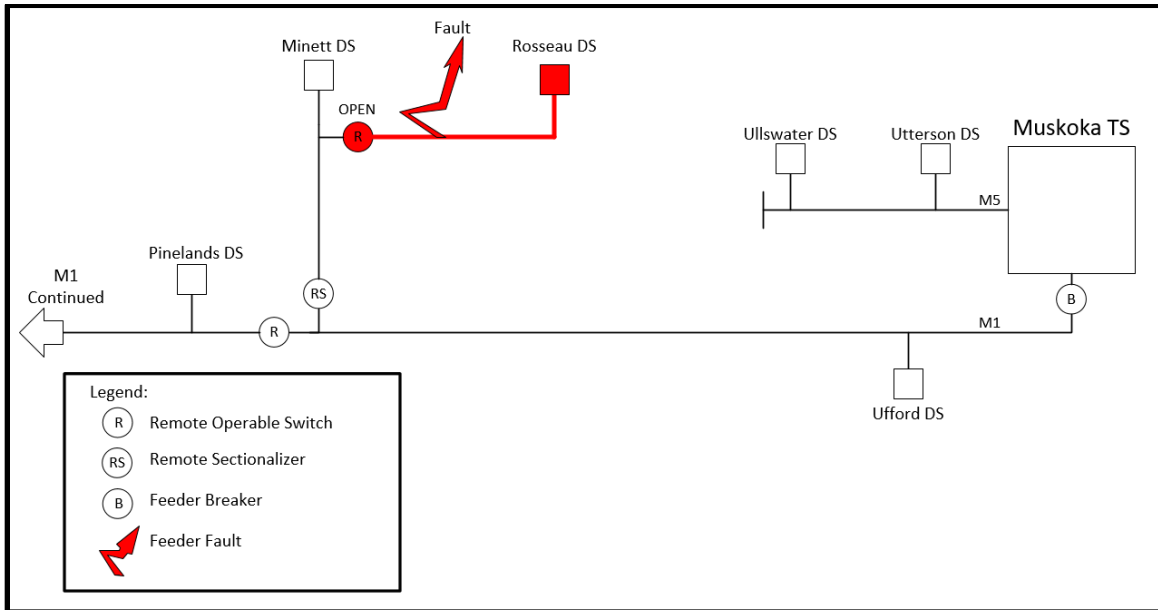 Fault
Minett DS
Rosseau DS
OPEN
R
Ullswater DS
Utterson DS
Muskoka TS
M5
Pinelands DS
M1
Continued
RS
B
R
M1
Ufford DS
Legend:
R Remote Operable Switch
RS Remote Sectionalizer
B Feeder Breaker
Feeder Fault